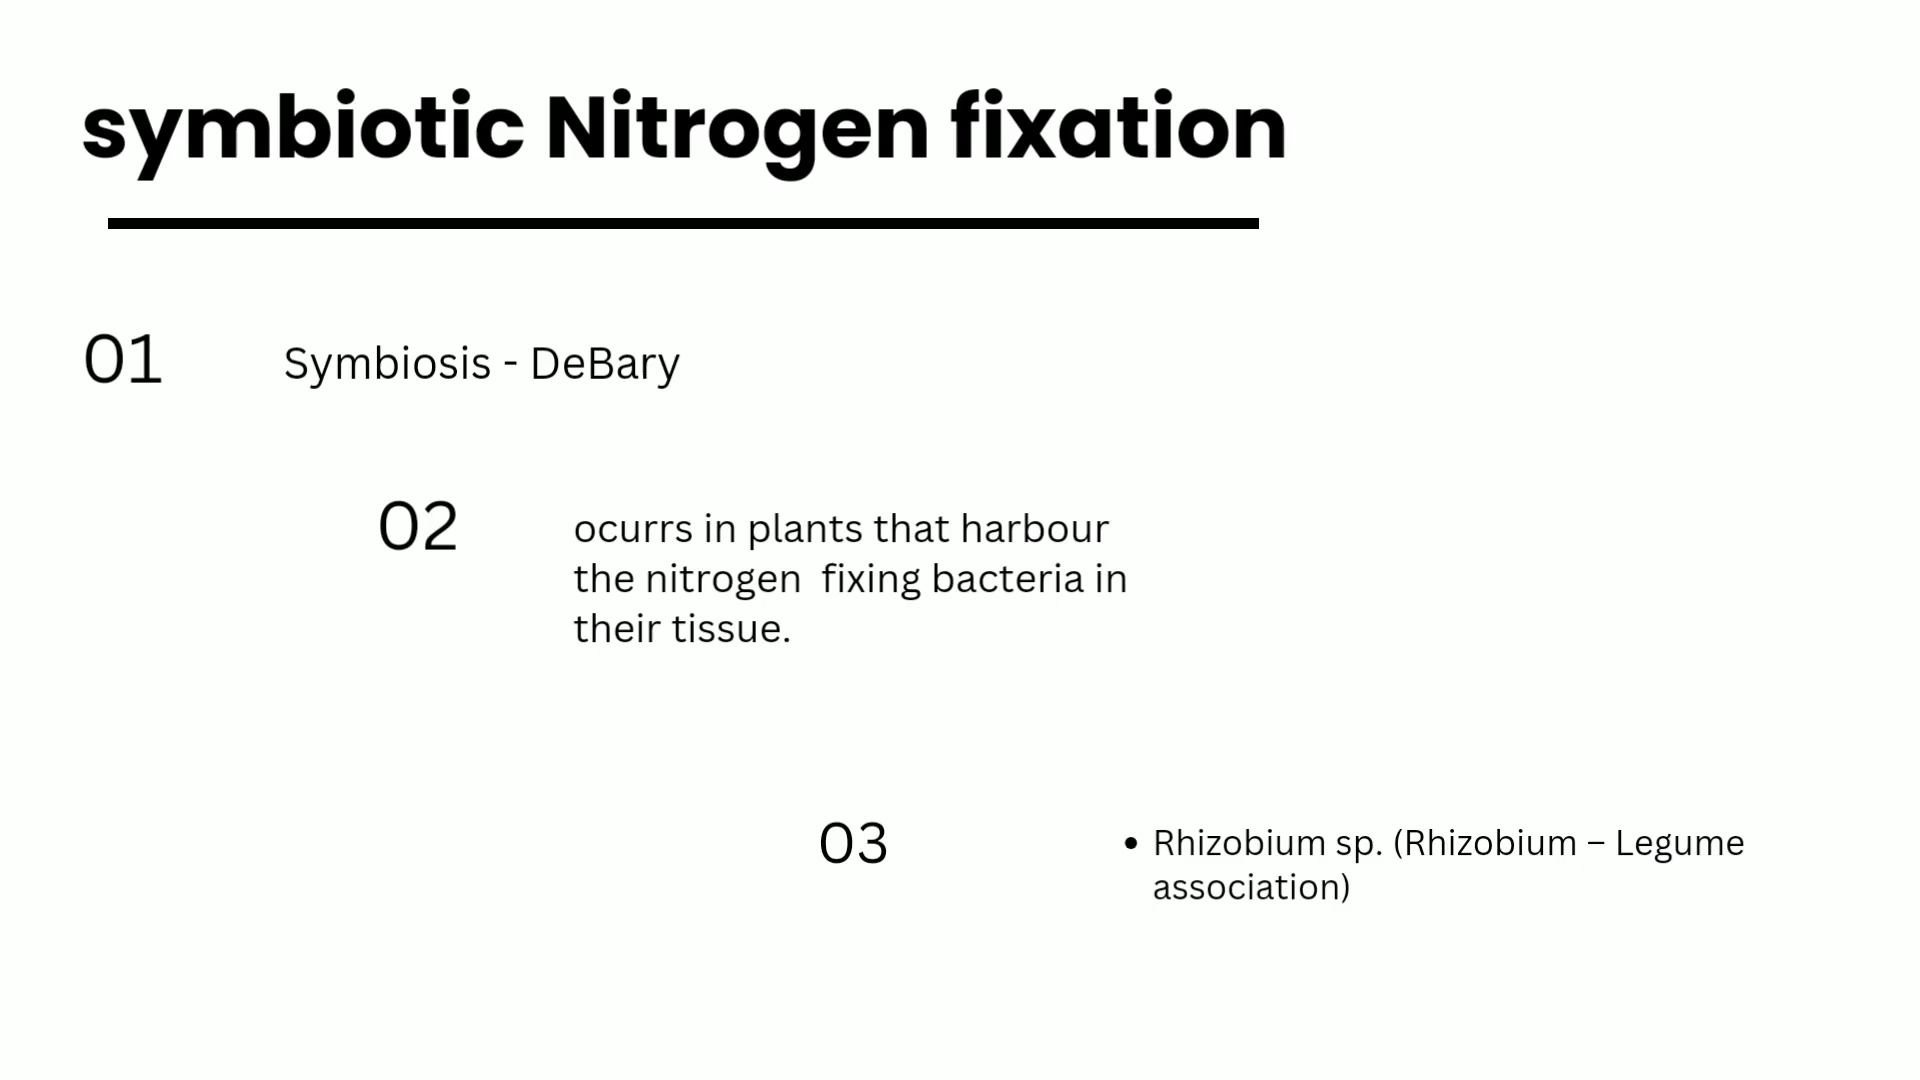 symbiotic Nitrogen fixation
01
Symbiosis - DeBary
02
ocurrs in plants that harbour
the nitrogen  fixing bacteria in
their tissue.
03
• Rhizobium sp. (Rhizobium – Legume
association)